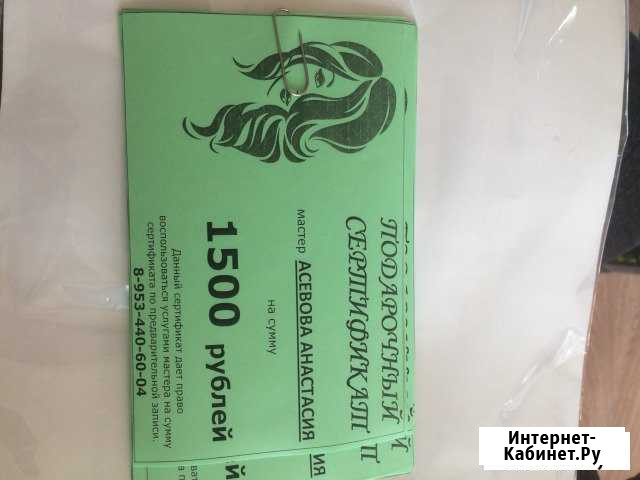 ПОДАРОЧНЫЙ
СЕРТИФИКАТ
мастер АСЕВОВА АНАСТАСИЯ
на сумму
1500 рублей
Данный сертификат дает право
воспользоваться услугами мастера на сумму
сертификата по предварительной записи.
8-953-440-60-04
Интернет-
Кабинет.Ру